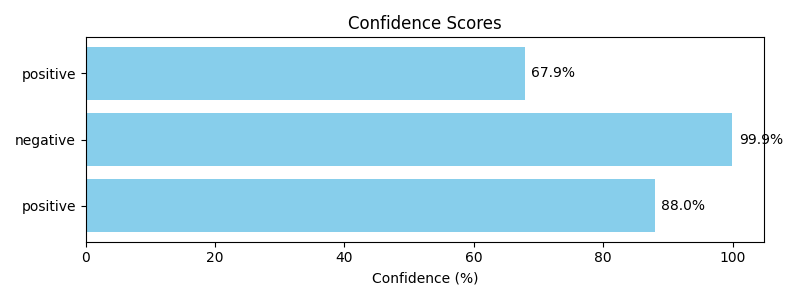 Confidence Scores
positive
67.9%
negative
99.9%
positive
88.0%
0 20 40 60 80 100
Confidence (%)